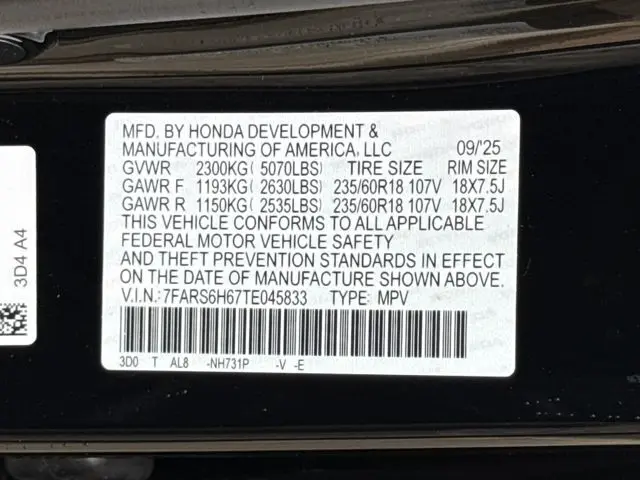 MFD. BY HONDA DEVELOPMENT &
MANUFACTURING OF AMERICA, LLC 09/'25
GVWR 2300KG( 5070LBS) TIRE SIZE RIM SIZE
GAWR F 1193KG( 2630LBS) 235/60R18 107V 18X7.5J
GAWR R 1150KG( 2535LBS) 235/60R18 107V 18X7.5J
THIS VEHICLE CONFORMS TO ALL APPLICABLE
FEDERAL MOTOR VEHICLE SAFETY
AND THEFT PREVENTION STANDARDS IN EFFECT
ON THE DATE OF MANUFACTURE SHOWN ABOVE.
V.I.N.:7FARS6H67TE045833 TYPE: MPV
3D0 T AL8 -NH731P -V -E
3D4 A4